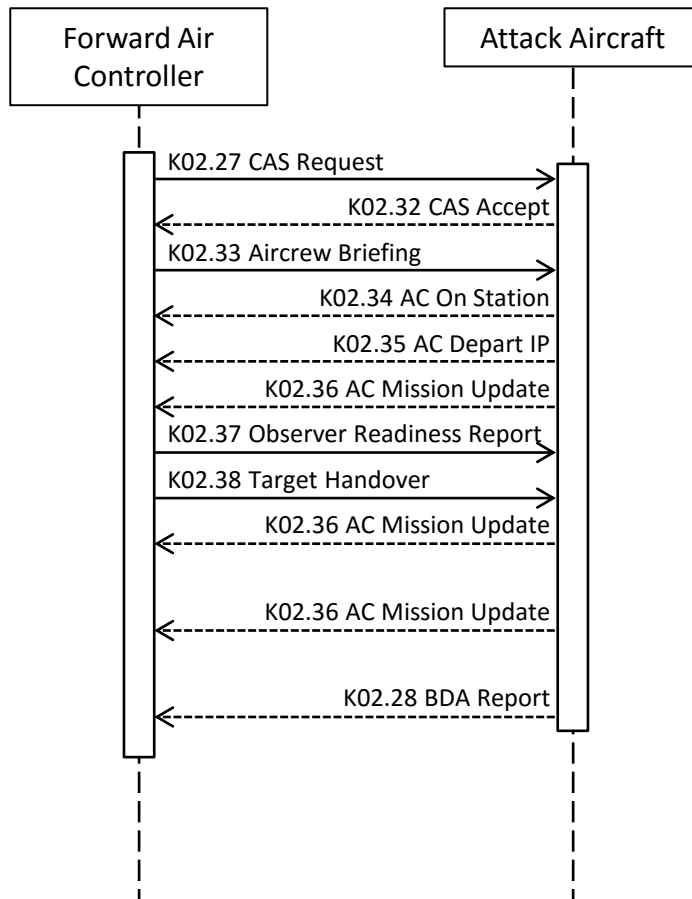 Forward Air
Controller
Attack Aircraft
K02.27 CAS Request
K02.32 CAS Accept
K02.33 Aircrew Briefing
K02.34 AC On Station
K02.35 AC Depart IP
K02.36 AC Mission Update
K02.37 Observer Readiness Report
K02.38 Target Handover
K02.36 AC Mission Update
K02.36 AC Mission Update
K02.28 BDA Report